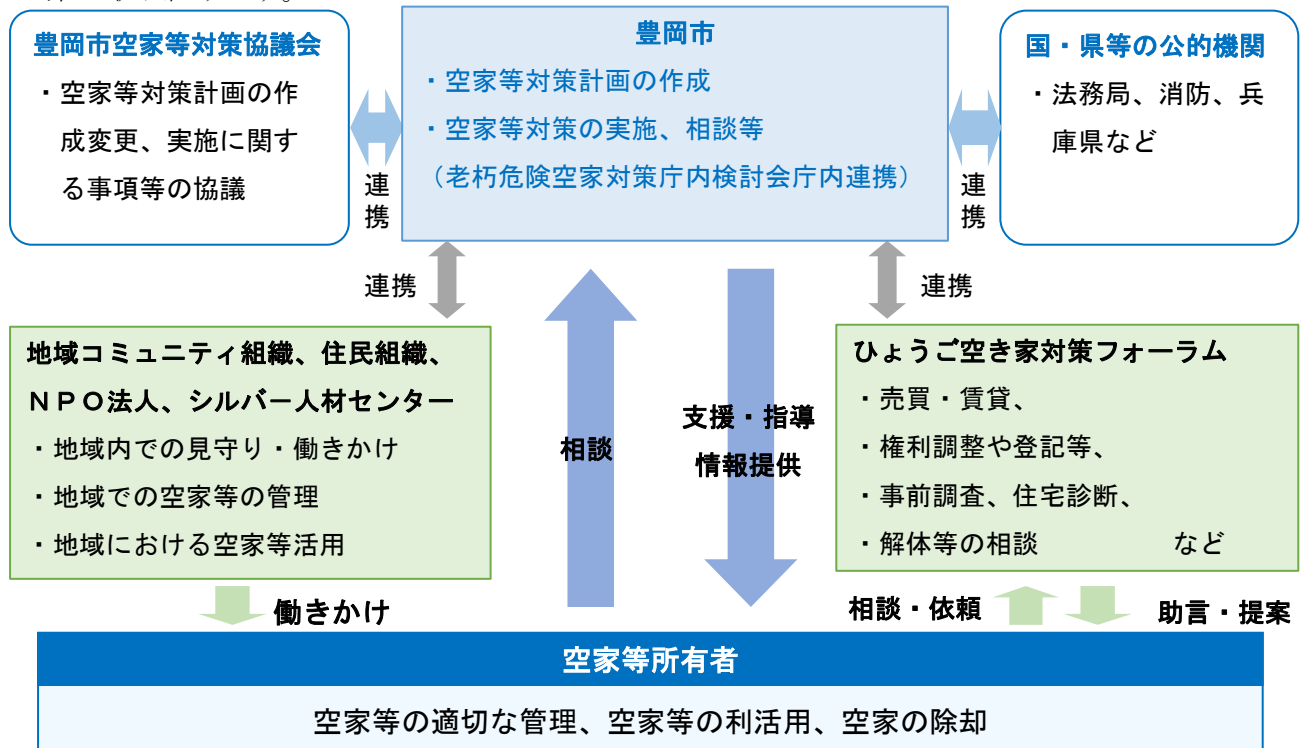 豊岡市空家等対策協議会
・空家等対策計画の作
成変更、実施に関す
る事項等の協議
連携
豊岡市
・空家等対策計画の作成
・空家等対策の実施、相談等
（老朽危険空家対策庁内検討会庁内連携）
連携
国・県等の公的機関
・法務局、消防、兵
庫県など
連携
連携
地域コミュニティ組織、住民組織、
ＮＰＯ法人、シルバー人材センター
・地域内での見守り・働きかけ
・地域での空家等の管理
・地域における空家等活用
相談
支援・指導
情報提供
ひょうご空き家対策フォーラム
・売買・賃貸、
・権利調整や登記等、
・事前調査、住宅診断、
・解体等の相談　　　　　など
働きかけ
相談・依頼
助言・提案
空家等所有者
空家等の適切な管理、空家等の利活用、空家の除却